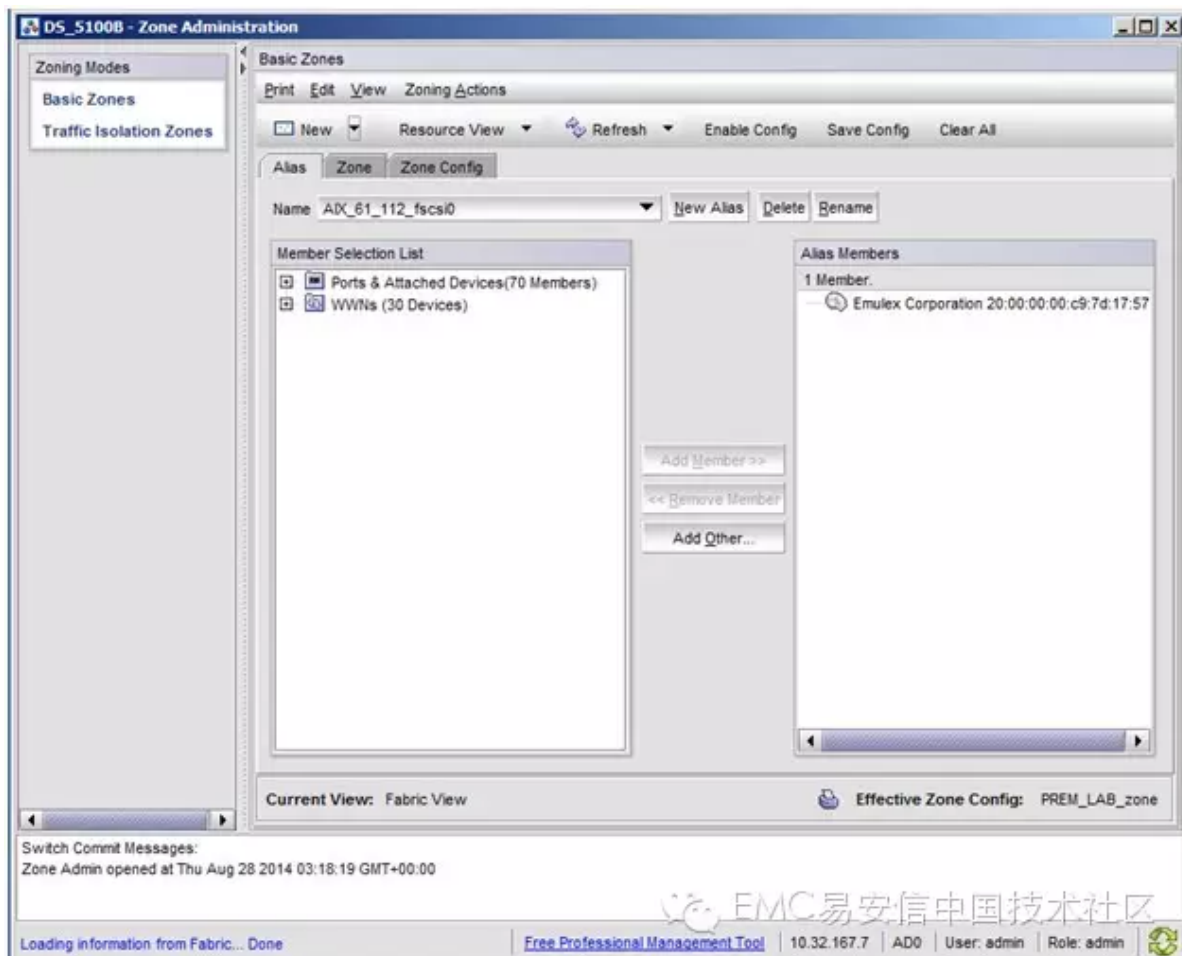 DS_5100B - Zone Administration
Zoning Modes
Basic Zones
Traffic Isolation Zones
Basic Zones
Print Edit View Zoning Actions
New Resource View Refresh Enable Config Save Config Clear All
Alias Zone Zone Config
Name AIX_61_112_fscsi0 New Alias Delete Rename
Member Selection List
Ports & Attached Devices(70 Members)
WWNs (30 Devices)
Add Member >>
<< Remove Member
Add Other...
Alias Members
1 Member.
Emulex Corporation 20:00:00:00:c9:7d:17:57
Current View: Fabric View
Effective Zone Config: PREM_LAB_zone
Switch Commit Messages:
Zone Admin opened at Thu Aug 28 2014 03:18:19 GMT+00:00
EMC易安信中国技术社区
Loading information from Fabric... Done
Free Professional Management Tool 10.32.167.7 AD0 User: admin Role: admin